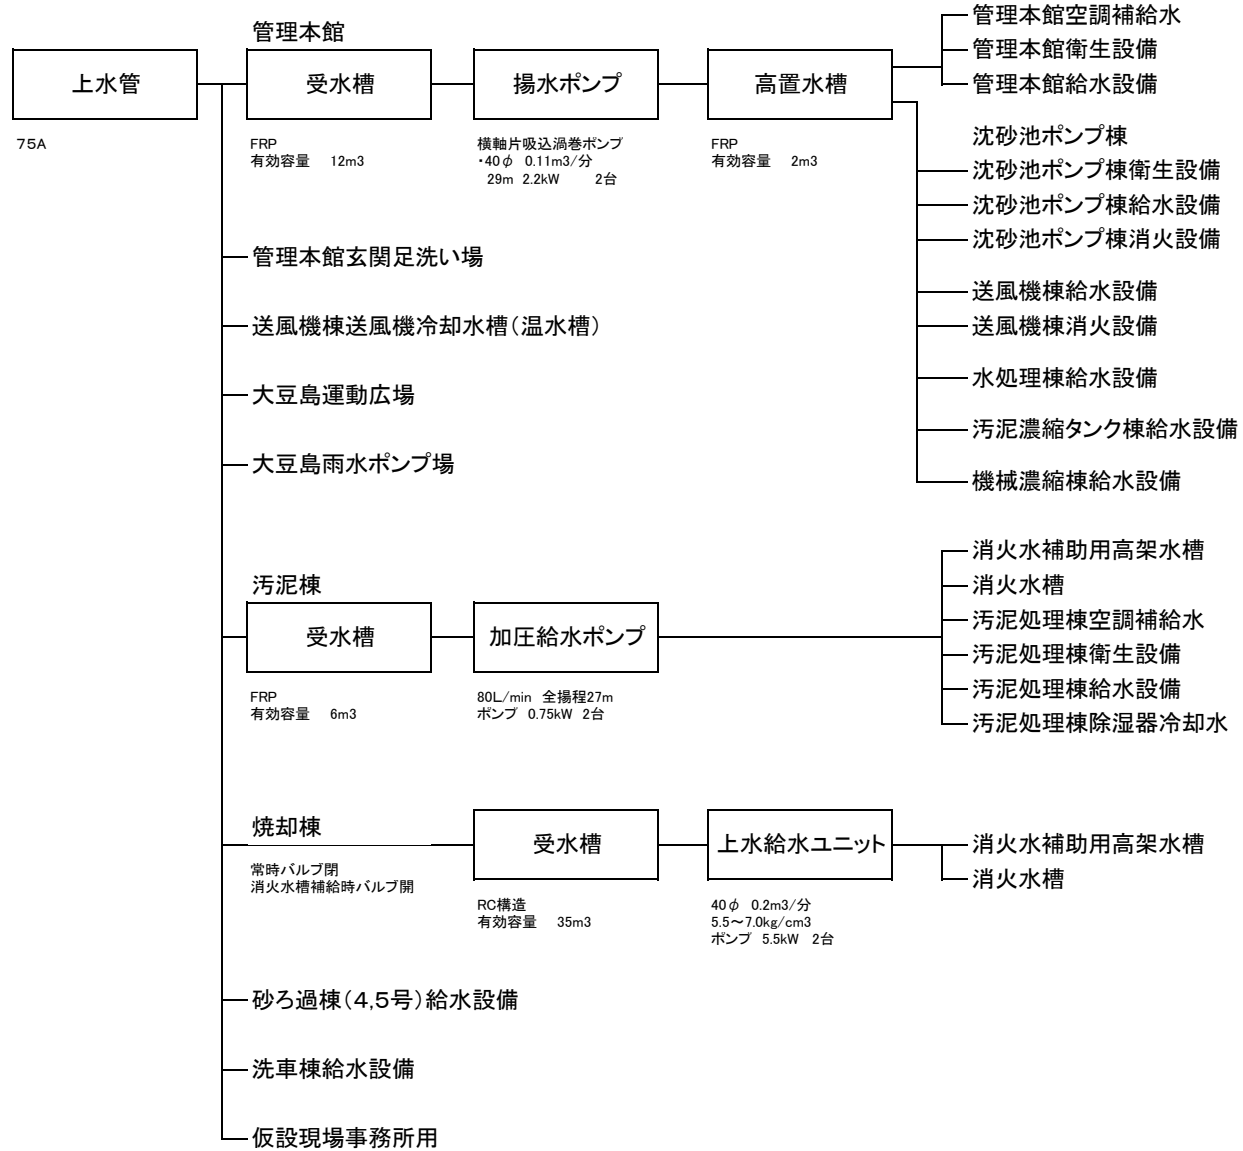 管理本館
上水管
75A
受水槽
FRP
有効容量 12m3
揚水ポンプ
横軸片吸込渦巻ポンプ
・40φ 0.11m3/分
29m 2.2kW 2台
高置水槽
FRP
有効容量 2m3
管理本館空調補給水
管理本館衛生設備
管理本館給水設備
沈砂池ポンプ棟
沈砂池ポンプ棟衛生設備
沈砂池ポンプ棟給水設備
沈砂池ポンプ棟消火設備
送風機棟給水設備
送風機棟消火設備
水処理棟給水設備
汚泥濃縮タンク棟給水設備
機械濃縮棟給水設備
管理本館玄関足洗い場
送風機棟送風機冷却水槽(温水槽)
大豆島運動広場
大豆島雨水ポンプ場
汚泥棟
受水槽
FRP
有効容量 6m3
加圧給水ポンプ
80L/min 全揚程27m
ポンプ 0.75kW 2台
消火水補助用高架水槽
消火水槽
汚泥処理棟空調補給水
汚泥処理棟衛生設備
汚泥処理棟給水設備
汚泥処理棟除湿器冷却水
焼却棟
常時バルブ閉
消火水槽補給時バルブ開
受水槽
RC構造
有効容量 35m3
上水給水ユニット
40φ 0.2m3/分
5.5~7.0kg/cm3
ポンプ 5.5kW 2台
消火水補助用高架水槽
消火水槽
砂ろ過棟(4,5号)給水設備
洗車棟給水設備
仮設現場事務所用